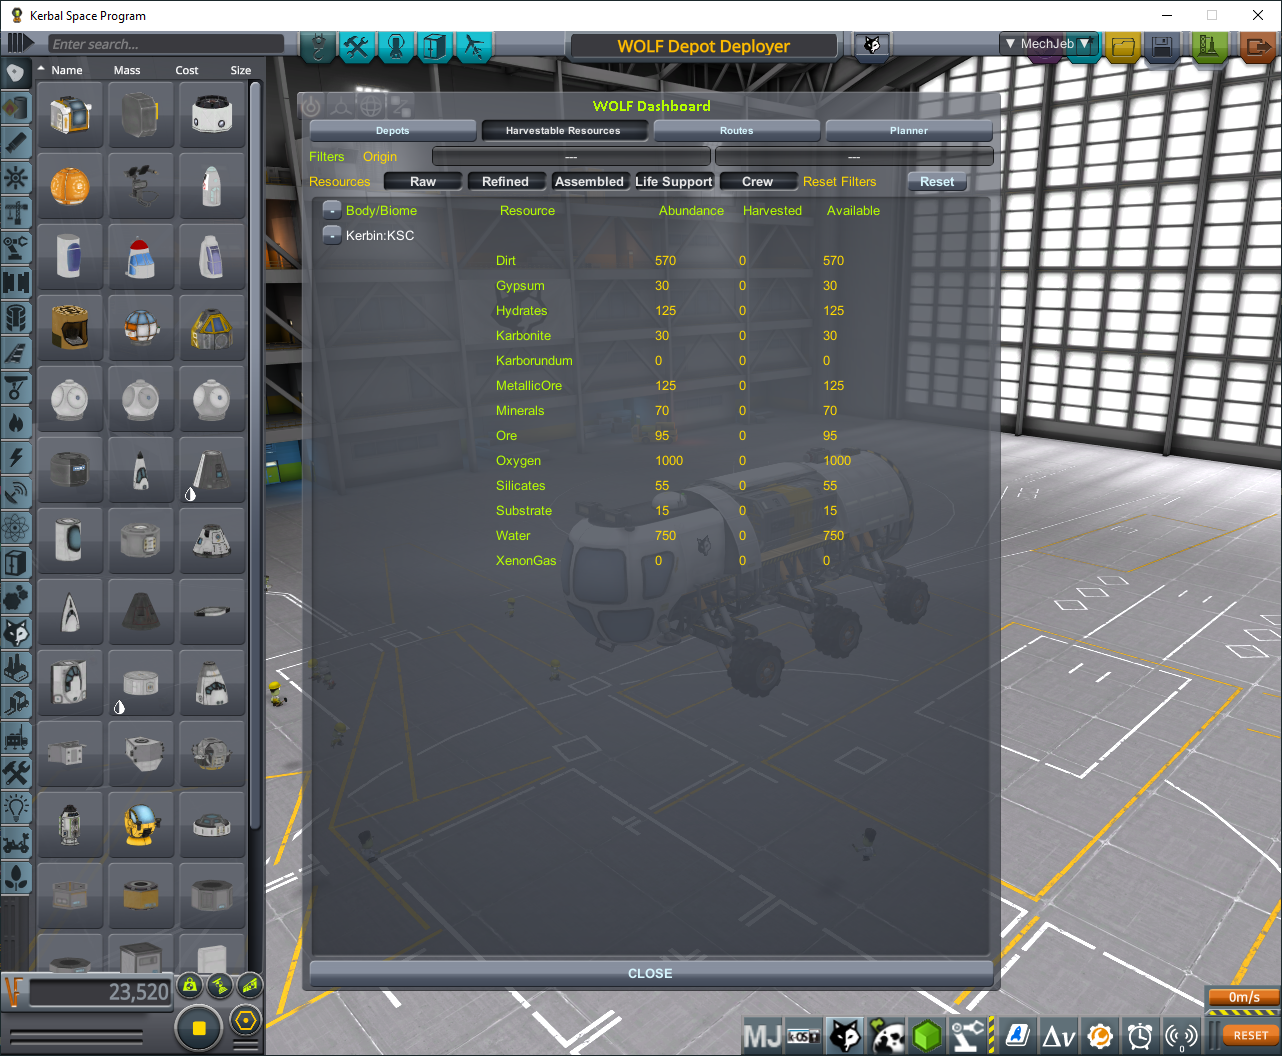 Kerbal Space Program
Enter search...
WOLF Depot Deployer
▼ MechJeb ▼
Name Mass Cost Size
WOLF Dashboard
Depots Harvestable Resources Routes Planner
Filters Origin --- ---
Resources Raw Refined Assembled Life Support Crew Reset Filters Reset
- Body/Biome Resource Abundance Harvested Available
- Kerbin:KSC
Dirt 570 0 570
Gypsum 30 0 30
Hydrates 125 0 125
Karbonite 30 0 30
Karborundum 0 0 0
MetallicOre 125 0 125
Minerals 70 0 70
Ore 95 0 95
Oxygen 1000 0 1000
Silicates 55 0 55
Substrate 15 0 15
Water 750 0 750
XenonGas 0 0 0
CLOSE
23,520
0m/s
MJ k-OS Δv
RESET